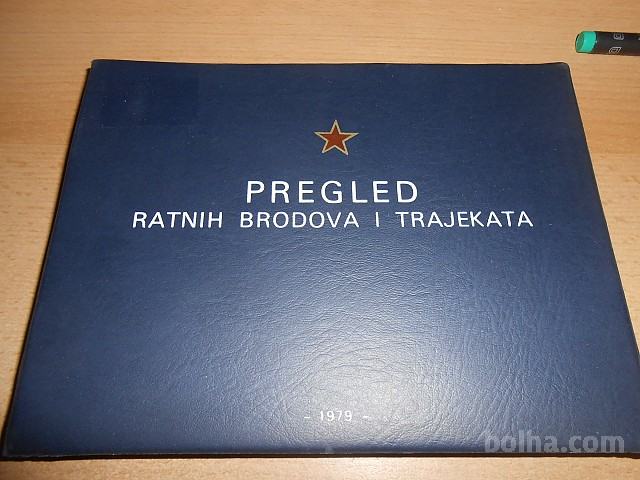 PREGLED
RATNIH BRODOVA I TRAJEKATA
- 1979 -
bolha.com